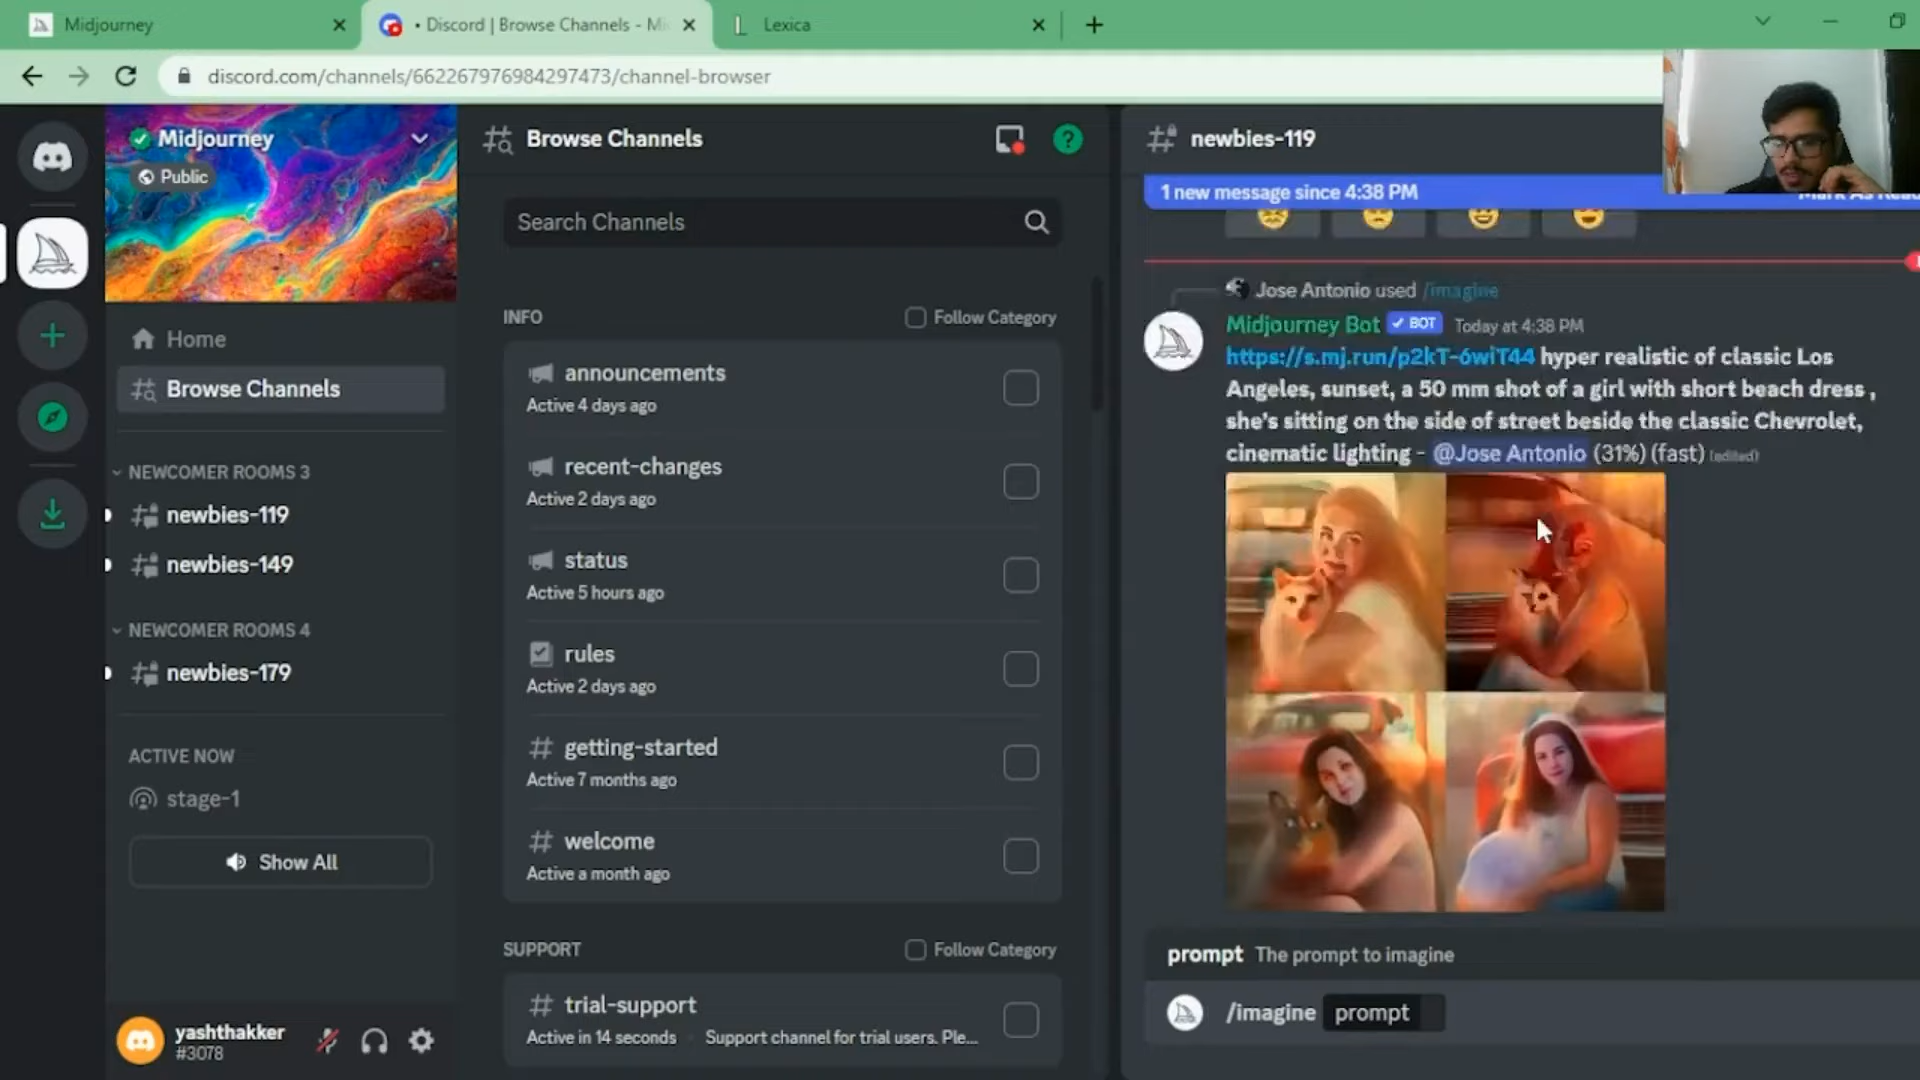 Midjourney
• Discord | Browse Channels - Mi
Lexica
discord.com/channels/662267976984297473/channel-browser
Midjourney
Public
Home
Browse Channels
NEWCOMER ROOMS 3
newbies-119
newbies-149
NEWCOMER ROOMS 4
newbies-179
ACTIVE NOW
stage-1
Show All
yashthakker
#3078
Browse Channels
?
Search Channels
INFO
Follow Category
announcements
Active 4 days ago
recent-changes
Active 2 days ago
status
Active 5 hours ago
rules
Active 2 days ago
getting-started
Active 7 months ago
welcome
Active a month ago
SUPPORT
Follow Category
trial-support
Active in 14 seconds
Support channel for trial users. Ple...
newbies-119
1 new message since 4:38 PM
Mark As Read
Jose Antonio used /imagine
Midjourney Bot ✓ BOT Today at 4:38 PM
https://s.mj.run/p2kT-6wiT44 hyper realistic of classic Los
Angeles, sunset, a 50 mm shot of a girl with short beach dress ,
she's sitting on the side of street beside the classic Chevrolet,
cinematic lighting - @Jose Antonio (31%) (fast) (edited)
prompt The prompt to imagine
/imagine prompt